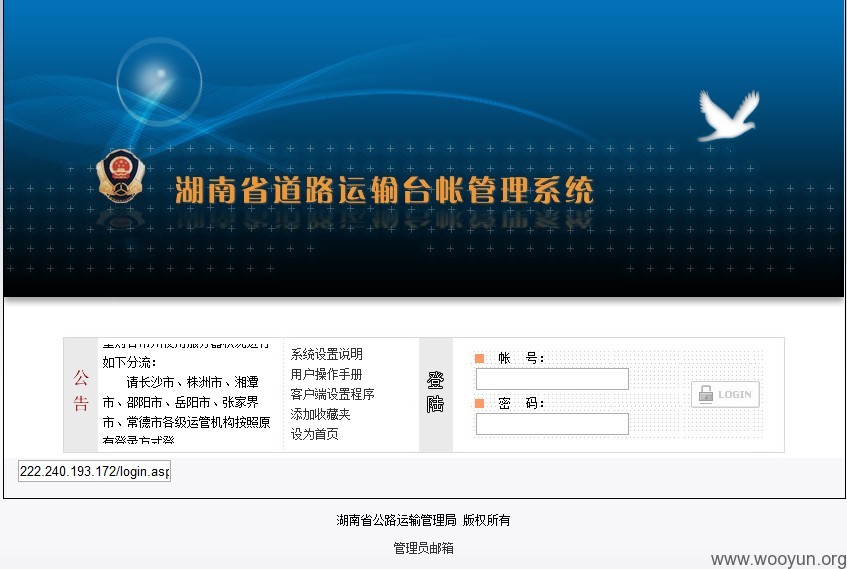 湖南省道路运输台帐管理系统
公告
如下分流：
请长沙市、株洲市、湘潭
市、邵阳市、岳阳市、张家界
市、常德市各级运管机构按照原
有登录方式登
系统设置说明
用户操作手册
客户端设置程序
添加收藏夹
设为首页
登陆
帐 号：
密 码：
LOGIN
222.240.193.172/login.asp
湖南省公路运输管理局 版权所有
管理员邮箱
www.wooyun.org